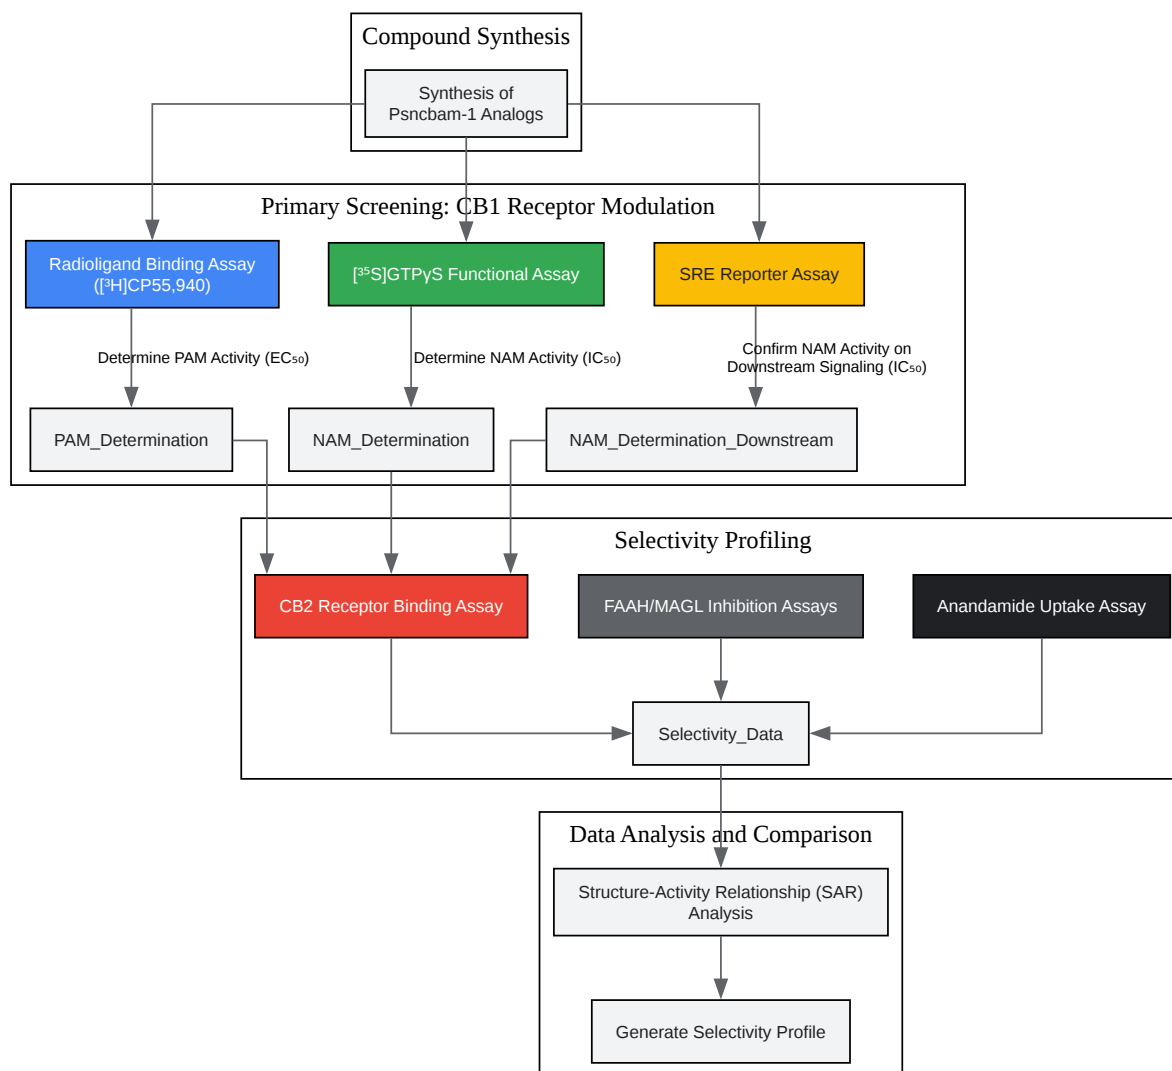 Compound Synthesis
Synthesis of
Psncbam-1 Analogs
Primary Screening: CB1 Receptor Modulation
Radioligand Binding Assay
([³H]CP55,940)
[³⁵S]GTPγS Functional Assay
SRE Reporter Assay
Determine PAM Activity (EC₅₀)
Determine NAM Activity (IC₅₀)
Confirm NAM Activity on
Downstream Signaling (IC₅₀)
PAM_Determination
NAM_Determination
NAM_Determination_Downstream
Selectivity Profiling
CB2 Receptor Binding Assay
FAAH/MAGL Inhibition Assays
Anandamide Uptake Assay
Selectivity_Data
Data Analysis and Comparison
Structure-Activity Relationship (SAR)
Analysis
Generate Selectivity Profile